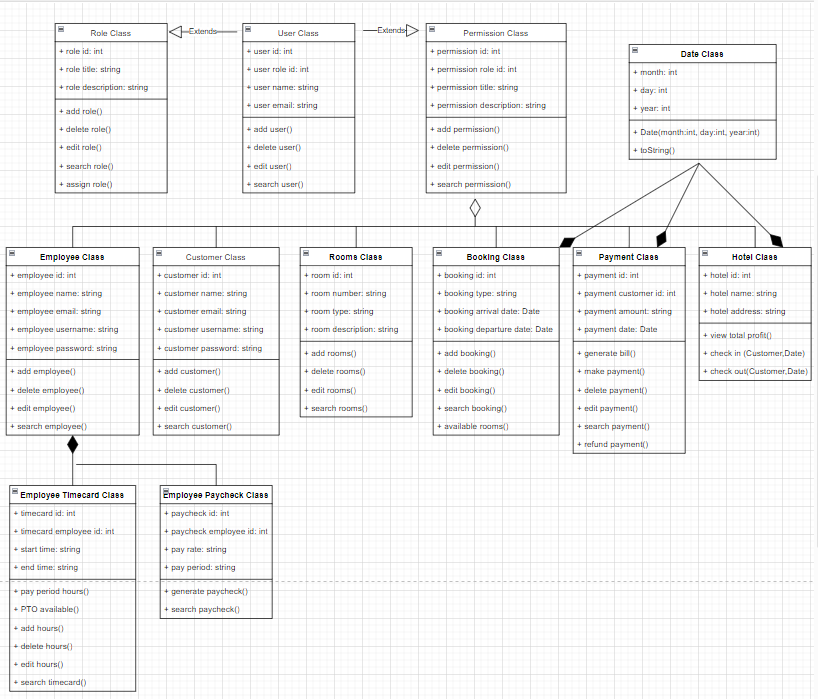 Role Class
+ role id: int
+ role title: string
+ role description: string
+ add role()
+ delete role()
+ edit role()
+ search role()
+ assign role()
Extends
User Class
+ user id: int
+ user role id: int
+ user name: string
+ user email: string
+ add user()
+ delete user()
+ edit user()
+ search user()
Extends
Permission Class
+ permission id: int
+ permission role id: int
+ permission title: string
+ permission description: string
+ add permission()
+ delete permission()
+ edit permission()
+ search permission()
Date Class
+ month: int
+ day: int
+ year: int
+ Date(month:int, day:int, year:int)
+ toString()
Employee Class
+ employee id: int
+ employee name: string
+ employee email: string
+ employee username: string
+ employee password: string
+ add employee()
+ delete employee()
+ edit employee()
+ search employee()
Customer Class
+ customer id: int
+ customer name: string
+ customer email: string
+ customer username: string
+ customer password: string
+ add customer()
+ delete customer()
+ edit customer()
+ search customer()
Rooms Class
+ room id: int
+ room number: string
+ room type: string
+ room description: string
+ add rooms()
+ delete rooms()
+ edit rooms()
+ search rooms()
Booking Class
+ booking id: int
+ booking type: string
+ booking arrival date: Date
+ booking departure date: Date
+ add booking()
+ delete booking()
+ edit booking()
+ search booking()
+ available rooms()
Payment Class
+ payment id: int
+ payment customer id: int
+ payment amount: string
+ payment date: Date
+ generate bill()
+ make payment()
+ delete payment()
+ edit payment()
+ search payment()
+ refund payment()
Hotel Class
+ hotel id: int
+ hotel name: string
+ hotel address: string
+ view total profit()
+ check in (Customer,Date)
+ check out(Customer,Date)
Employee Timecard Class
+ timecard id: int
+ timecard employee id: int
+ start time: string
+ end time: string
+ pay period hours()
+ PTO available()
+ add hours()
+ delete hours()
+ edit hours()
+ search timecard()
Employee Paycheck Class
+ paycheck id: int
+ paycheck employee id: int
+ pay rate: string
+ pay period: string
+ generate paycheck()
+ search paycheck()